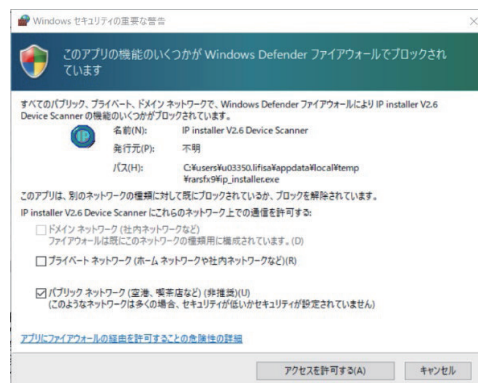 Windows セキュリティの重要な警告
このアプリの機能のいくつかが Windows Defender ファイアウォールでブロックされ
ています
すべてのパブリック、プライベート、ドメイン ネットワークで、Windows Defender ファイアウォールにより IP installer V2.6
Device Scanner の機能のいくつかがブロックされています。
名前(N): IP installer V2.6 Device Scanner
発行元(P): 不明
パス(H): C:¥users¥u03350.lifisa¥appdata¥local¥temp
¥rarsfx9¥ip_installer.exe
このアプリは、別のネットワークの種類に対して既にブロックされているか、ブロックを解除されています。
IP installer V2.6 Device Scanner にこれらのネットワーク上での通信を許可する:
ドメイン ネットワーク (社内ネットワークなど)
ファイアウォールは既にこのネットワークの種類用に構成されています。(D)
プライベート ネットワーク (ホーム ネットワークや社内ネットワークなど)(R)
パブリック ネットワーク (空港、喫茶店など) (非推奨)(U)
(このようなネットワークは多くの場合、セキュリティが低いかセキュリティが設定されていません)
アプリにファイアウォールの経由を許可することの危険性の詳細
アクセスを許可する(A) キャンセル